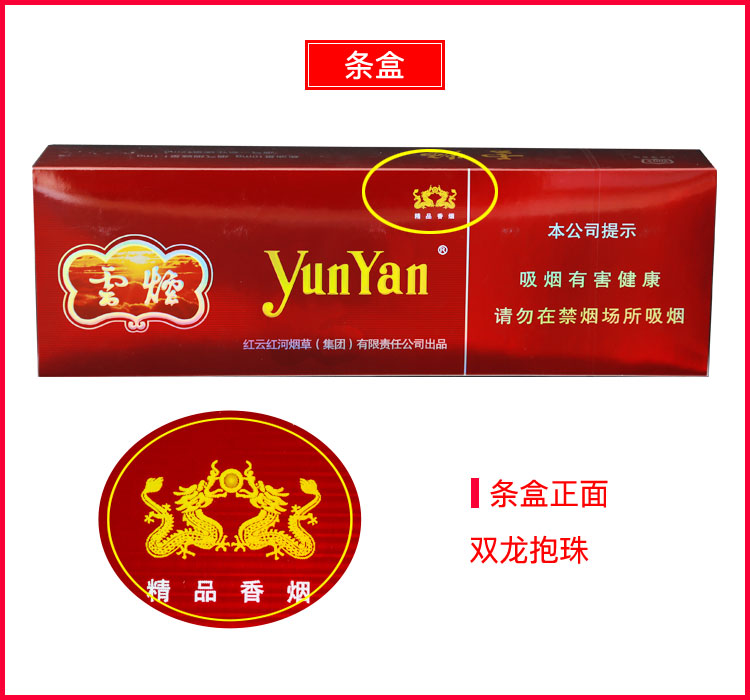 条盒
精品香烟
雲煙
YunYan®
红云红河烟草(集团)有限责任公司出品
本公司提示
吸烟有害健康
请勿在禁烟场所吸烟
精品香烟
条盒正面
双龙抱珠